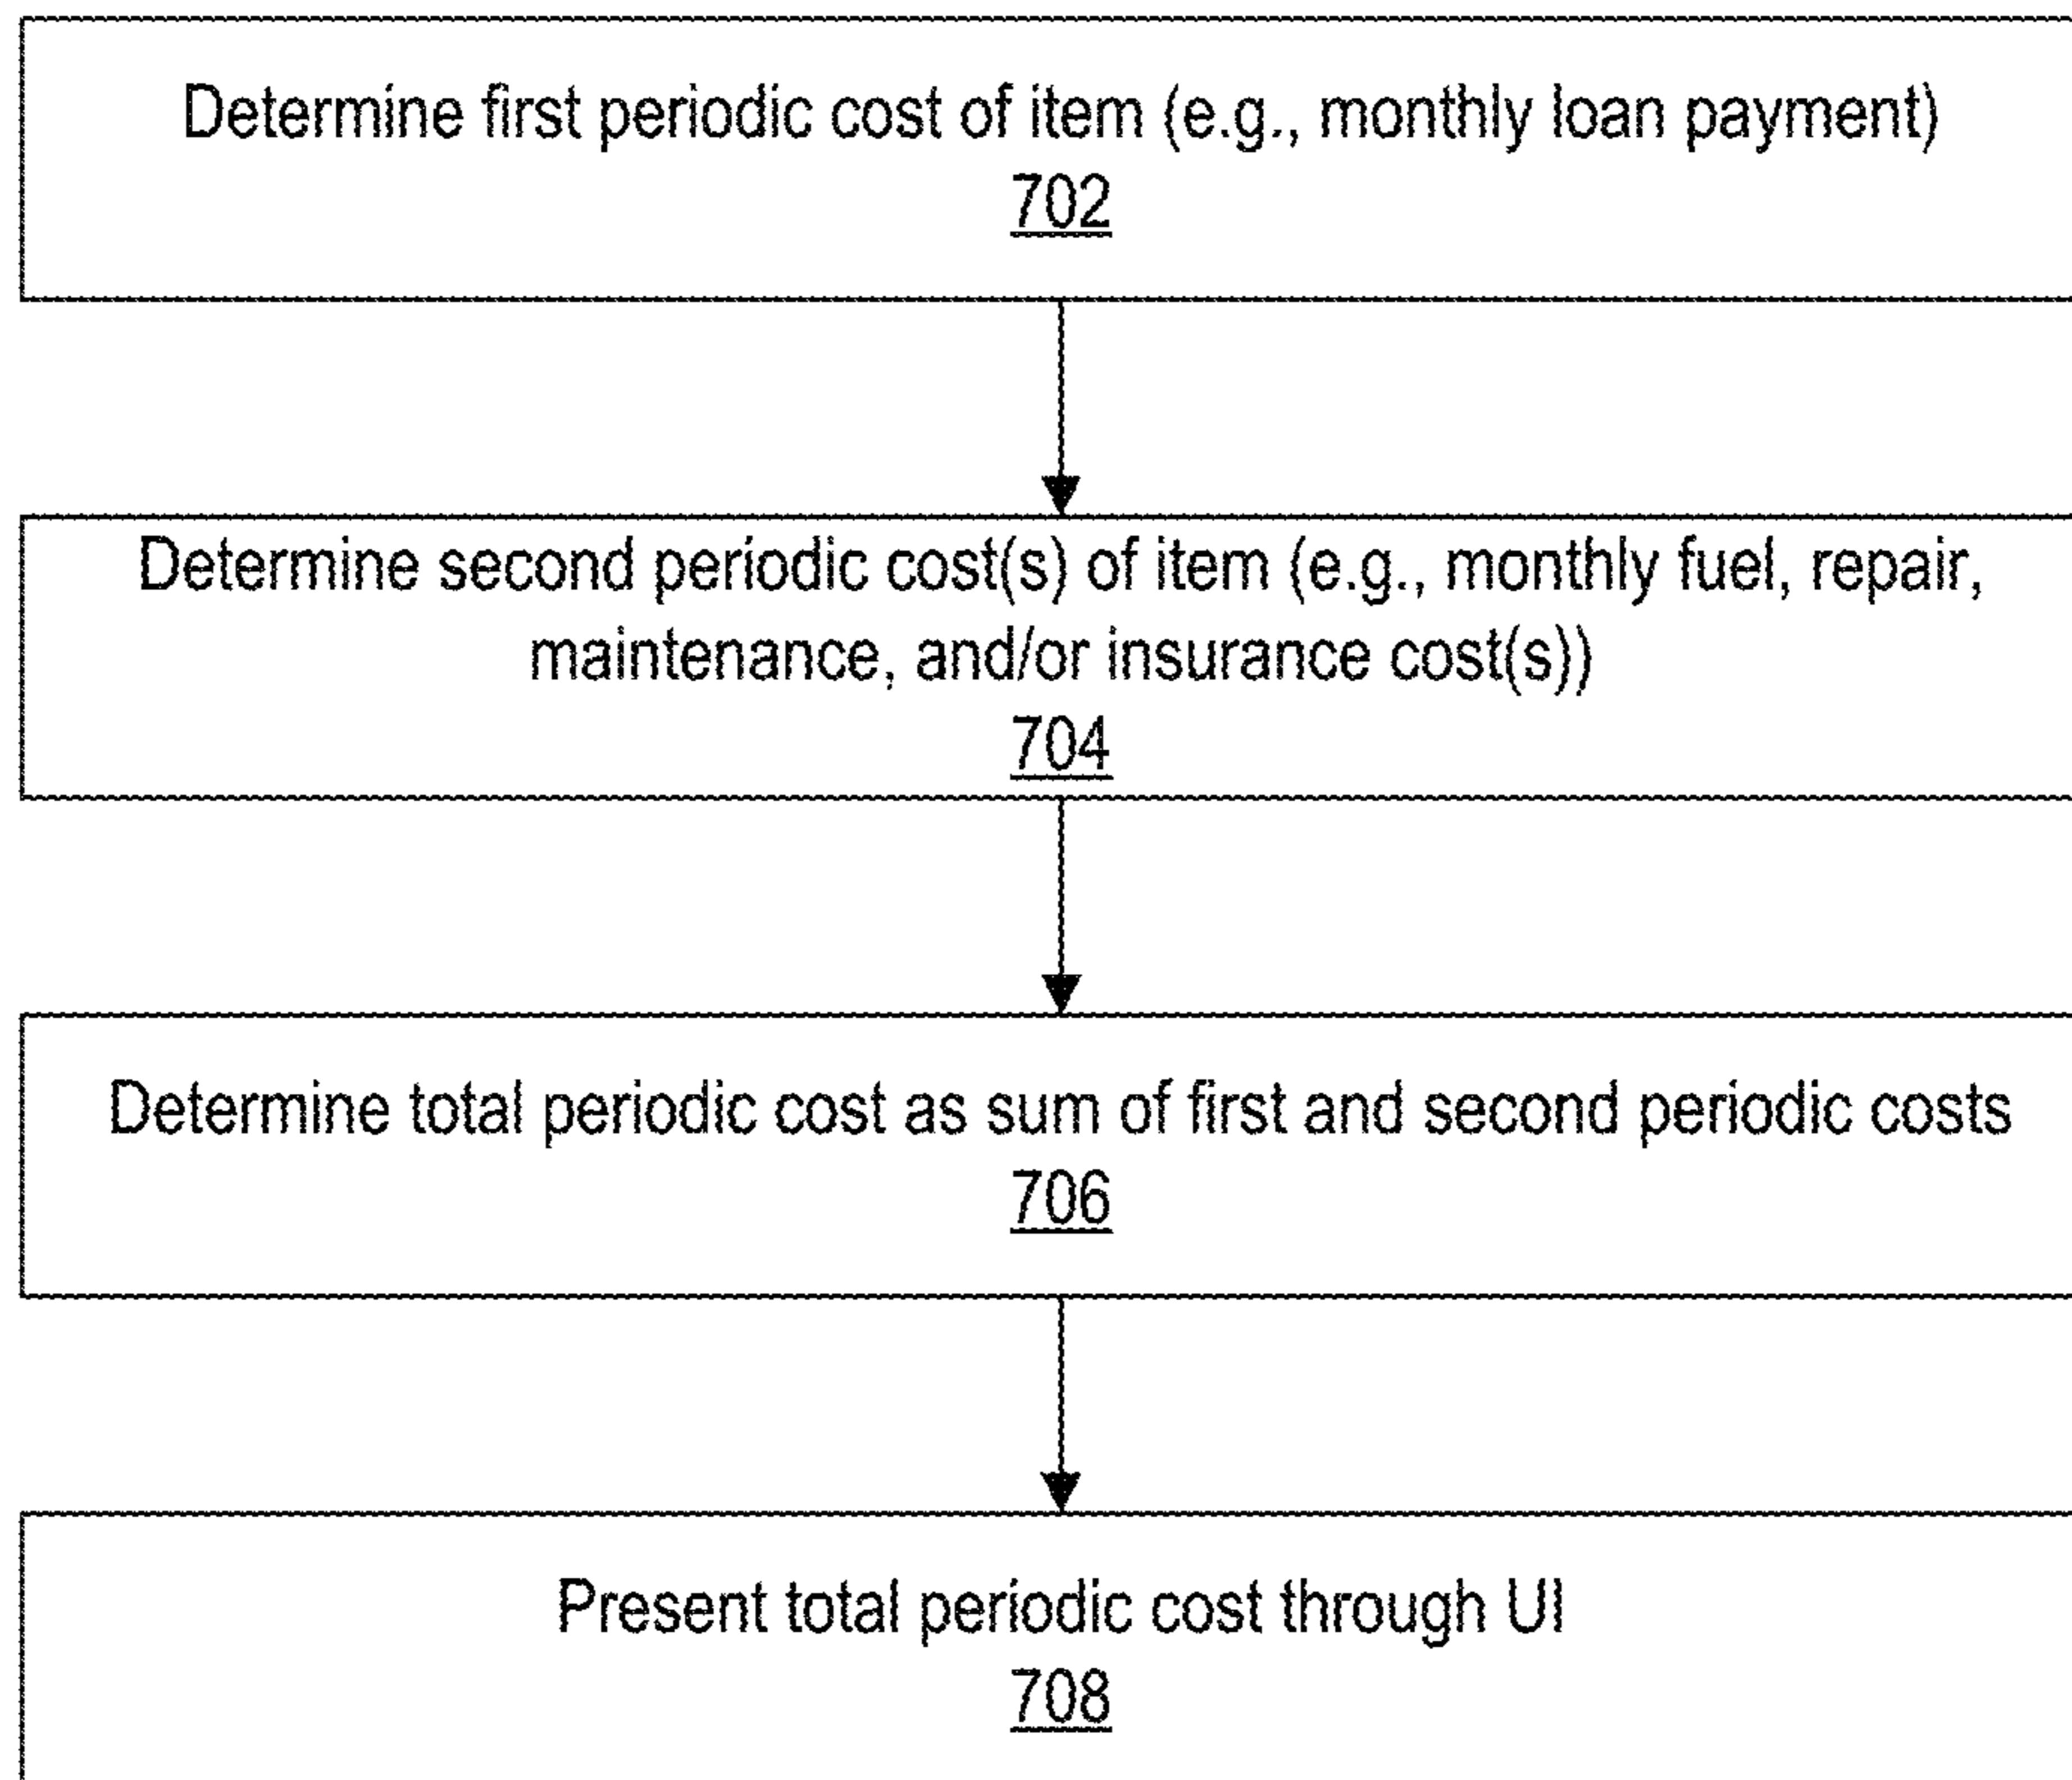 Determine first periodic cost of item (e.g., monthly loan payment)
702
Determine second periodic cost(s) of item (e.g., monthly fuel, repair,
maintenance, and/or insurance cost(s))
704
Determine total periodic cost as sum of first and second periodic costs
706
Present total periodic cost through UI
708